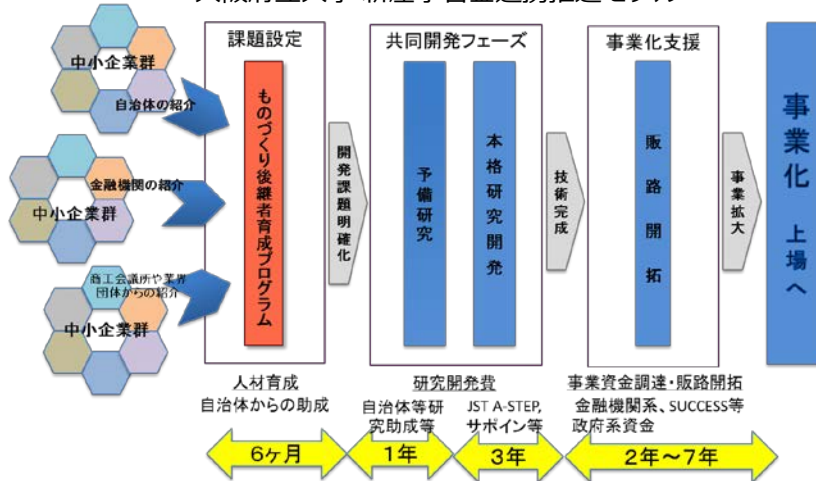 課題設定
共同開発フェーズ
事業化支援
中小企業群
自治体の紹介
金融機関の紹介
中小企業群
商工会議所や業界
団体からの紹介
中小企業群
ものづくり後継者育成プログラム
開発課題明確化
予備研究
本格研究開発
技術完成
販路開拓
事業拡大
事業化 上場へ
人材育成
自治体からの助成
研究開発費
自治体等研
究助成等
JST A-STEP,
サポイン等
事業資金調達・販路開拓
金融機関系、SUCCESS等
政府系資金
6ヶ月
1年
3年
2年～7年